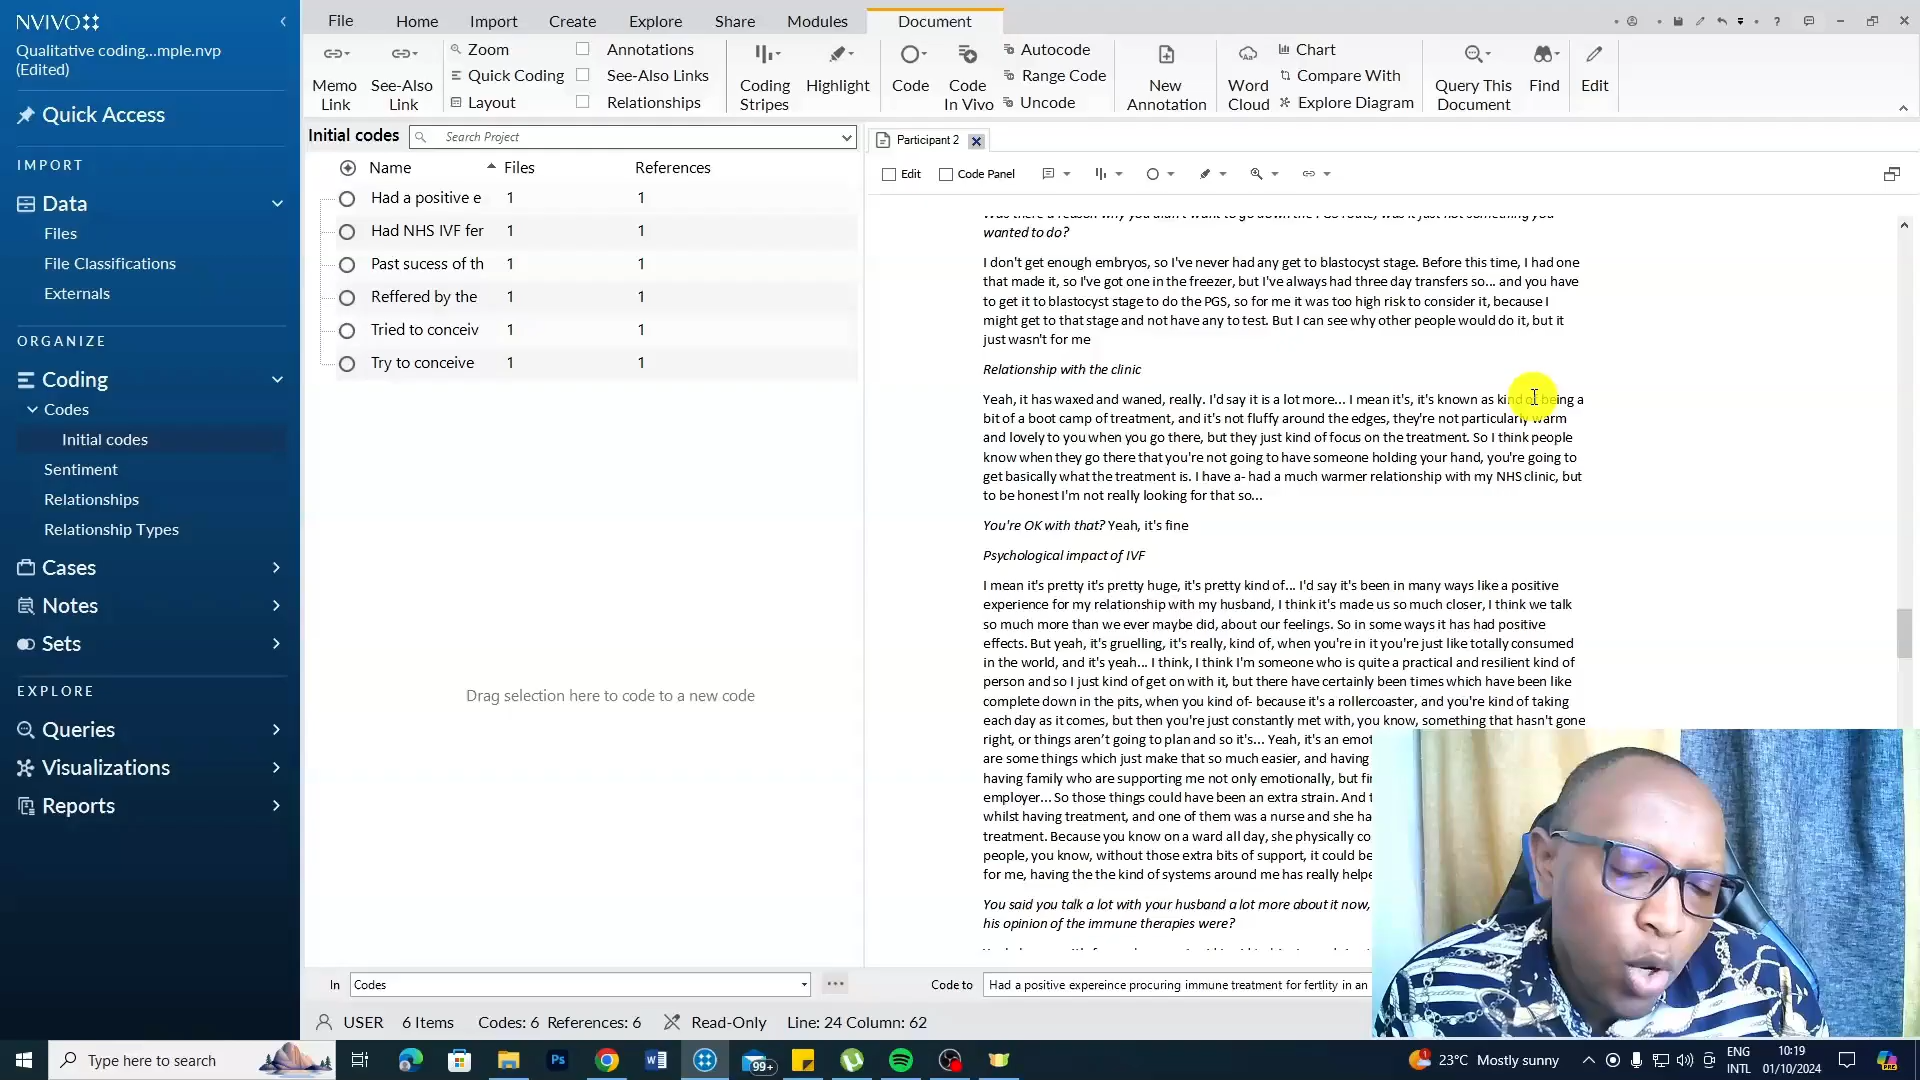 NVIVO
Qualitative coding...mple.nvp
(Edited)
Quick Access
IMPORT
Data
Files
File Classifications
Externals
ORGANIZE
Coding
Codes
Initial codes
Sentiment
Relationships
Relationship Types
Cases
Notes
Sets
EXPLORE
Queries
Visualizations
Reports
File Home Import Create Explore Share Modules Document
Memo Link
See-Also Link
Zoom
Quick Coding
Layout
Annotations
See-Also Links
Relationships
Coding Stripes
Highlight
Code
Code In Vivo
Autocode
Range Code
Uncode
New Annotation
Word Cloud
Chart
Compare With
Explore Diagram
Query This Document
Find
Edit
Initial codes Search Project
Name Files References
Had a positive e 1 1
Had NHS IVF fer 1 1
Past sucess of th 1 1
Reffered by the 1 1
Tried to conceiv 1 1
Try to conceive 1 1
Drag selection here to code to a new code
Participant 2
Edit Code Panel
Was there a reason why you didn't want to go down the PGS route, was it just not something you
wanted to do?
I don't get enough embryos, so I've never had any get to blastocyst stage. Before this time, I had one
that made it, so I've got one in the freezer, but I've always had three day transfers so... and you have
to get it to blastocyst stage to do the PGS, so for me it was too high risk to consider it, because I
might get to that stage and not have any to test. But I can see why other people would do it, but it
just wasn't for me
Relationship with the clinic
Yeah, it has waxed and waned, really. I'd say it is a lot more... I mean it's, it's known as kind of being a
bit of a boot camp of treatment, and it's not fluffy around the edges, they're not particularly warm
and lovely to you when you go there, but they just kind of focus on the treatment. So I think people
know when they go there that you're not going to have someone holding your hand, you're going to
get basically what the treatment is. I have a- had a much warmer relationship with my NHS clinic, but
to be honest I'm not really looking for that so...
You're OK with that? Yeah, it's fine
Psychological impact of IVF
I mean it's pretty it's pretty huge, it's pretty kind of... I'd say it's been in many ways like a positive
experience for my relationship with my husband, I think it's made us so much closer, I think we talk
so much more than we ever maybe did, about our feelings. So in some ways it has had positive
effects. But yeah, it's gruelling, it's really, kind of, when you're in it you're just like totally consumed
in the world, and it's yeah... I think, I think I'm someone who is quite a practical and resilient kind of
person and so I just kind of get on with it, but there have certainly been times which have been like
complete down in the pits, when you kind of- because it's a rollercoaster, and you're kind of taking
each day as it comes, but then you're just constantly met with, you know, something that hasn't gone
right, or things aren’t going to plan and so it's... Yeah, it's an emot
are some things which just make that so much easier, and having
having family who are supporting me not only emotionally, but fi
employer... So those things could have been an extra strain. And
whilst having treatment, and one of them was a nurse and she ha
treatment. Because you know on a ward all day, she physically co
people, you know, without those extra bits of support, it could be
for me, having the the kind of systems around me has really helpe
You said you talk a lot with your husband a lot more about it now,
his opinion of the immune therapies were?
In Codes
Code to Had a positive expereince procuring immune treatment for fertlity in an
USER 6 Items Codes: 6 References: 6 Read-Only Line: 24 Column: 62
Type here to search
99+
23°C Mostly sunny
ENG
INTL
10:19
01/10/2024